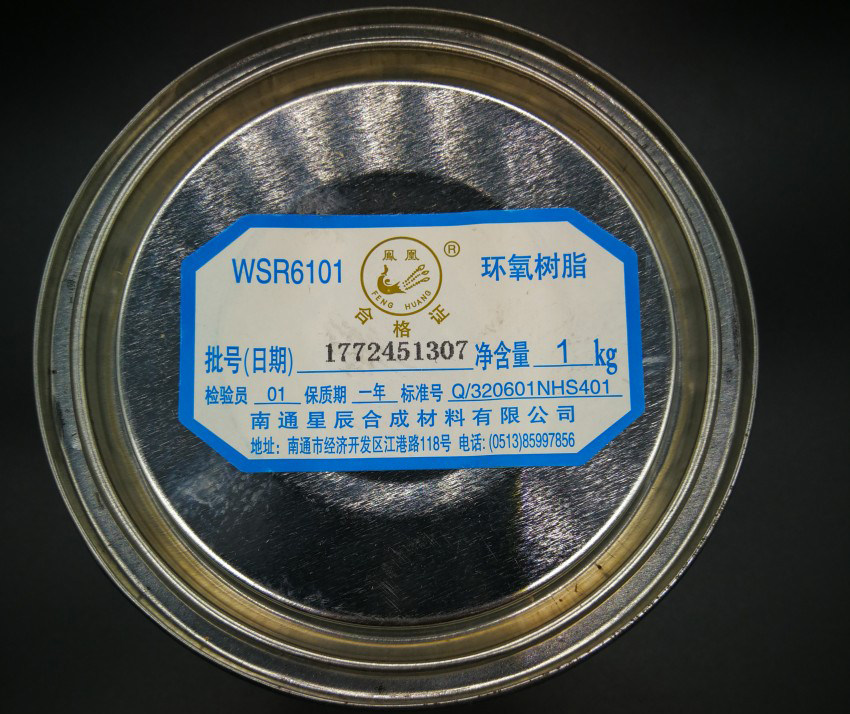 鳳凰
®
WSR6101
环氧树脂
FENG HUANG
合格证
批号(日期) 1772451307 净含量 1 kg
检验员 01 保质期 一年 标准号 Q/320601NHS401
南通星辰合成材料有限公司
地址：南通市经济开发区江港路118号 电话:(0513)85997856